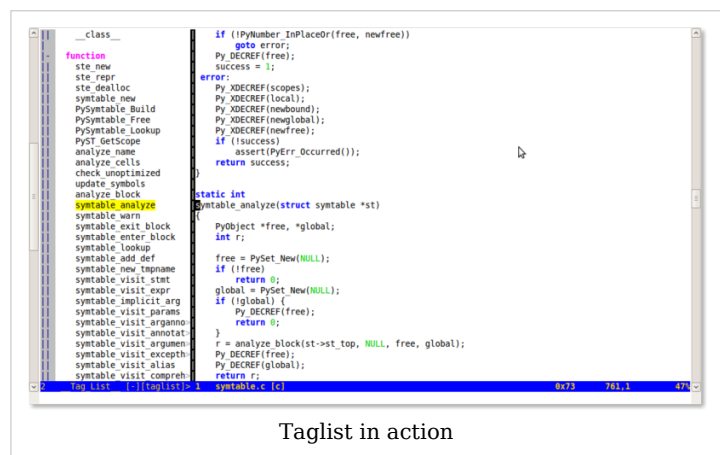 __class__
function
ste_new
ste_repr
ste_dealloc
symtable_new
PySymtable_Build
PySymtable_Free
PySymtable_Lookup
PyST_GetScope
analyze_name
analyze_cells
check_unoptimized
update_symbols
analyze_block
symtable_analyze
symtable_warn
symtable_exit_block
symtable_enter_block
symtable_lookup
symtable_add_def
symtable_new_tmpname
symtable_visit_stmt
symtable_visit_expr
symtable_implicit_arg
symtable_visit_params
symtable_visit_arganno>
symtable_visit_annotat>
symtable_visit_argumen>
symtable_visit_excepth>
symtable_visit_alias
symtable_visit_compreh>
if (!PyNumber_InPlaceOr(free, newfree))
goto error;
Py_DECREF(free);
success = 1;
error:
Py_XDECREF(scopes);
Py_XDECREF(local);
Py_XDECREF(newbound);
Py_XDECREF(newglobal);
Py_XDECREF(newfree);
if (!success)
assert(PyErr_Occurred());
return success;
}
static int
symtable_analyze(struct symtable *st)
{
PyObject *free, *global;
int r;
free = PySet_New(NULL);
if (!free)
return 0;
global = PySet_New(NULL);
if (!global) {
Py_DECREF(free);
return 0;
}
r = analyze_block(st->st_top, NULL, free, global);
Py_DECREF(free);
Py_DECREF(global);
return r;
2 __Tag_List__ [-][taglist]> 1 symtable.c [c] 0x73 761,1 47%
Taglist in action